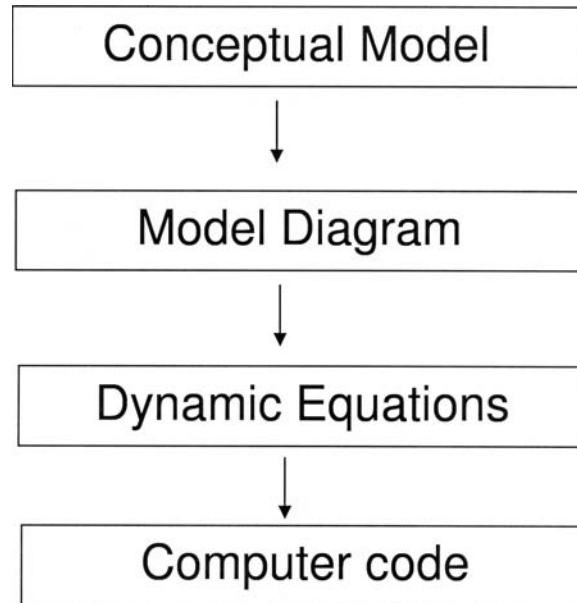 Conceptual Model
Model Diagram
Dynamic Equations
Computer code